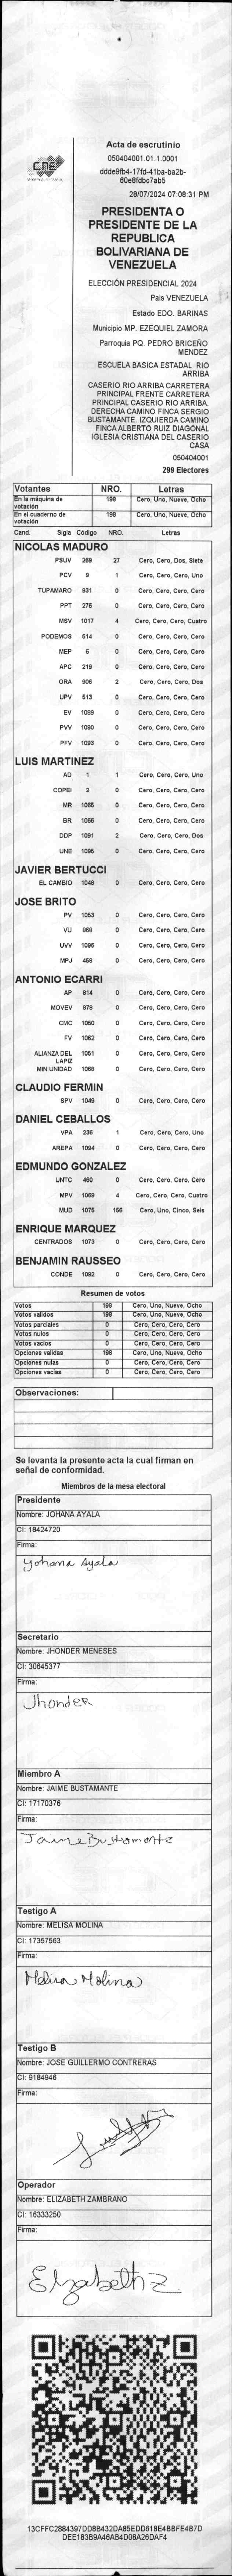 CNE
Acta de escrutinio
050404001.01.1.0001
ddde9fb4-17fd-41ba-ba2b-
60e8fdbc7ab5
28/07/2024 07:08:31 PM
PRESIDENTA O
PRESIDENTE DE LA
REPUBLICA
BOLIVARIANA DE
VENEZUELA
ELECCIÓN PRESIDENCIAL 2024
País VENEZUELA
Estado EDO. BARINAS
Municipio MP. EZEQUIEL ZAMORA
Parroquia PQ. PEDRO BRICEÑO
MENDEZ
ESCUELA BASICA ESTADAL RIO
ARRIBA
CASERIO RIO ARRIBA CARRETERA
PRINCIPAL FRENTE CARRETERA
PRINCIPAL CASERIO RIO ARRIBA.
DERECHA CAMINO FINCA SERGIO
BUSTAMANTE. IZQUIERDA CAMINO
FINCA ALBERTO RUIZ DIAGONAL
IGLESIA CRISTIANA DEL CASERIO
CASA
050404001
299 Electores
Votantes NRO. Letras
En la máquina de votación 198 Cero, Uno, Nueve, Ocho
En el cuaderno de votación 198 Cero, Uno, Nueve, Ocho
Cand. Sigla Código NRO. Letras
NICOLAS MADURO
PSUV 269 27 Cero, Cero, Dos, Siete
PCV 9 1 Cero, Cero, Cero, Uno
TUPAMARO 931 0 Cero, Cero, Cero, Cero
PPT 276 0 Cero, Cero, Cero, Cero
MSV 1017 4 Cero, Cero, Cero, Cuatro
PODEMOS 514 0 Cero, Cero, Cero, Cero
MEP 6 0 Cero, Cero, Cero, Cero
APC 219 0 Cero, Cero, Cero, Cero
ORA 906 2 Cero, Cero, Cero, Dos
UPV 513 0 Cero, Cero, Cero, Cero
EV 1089 0 Cero, Cero, Cero, Cero
PVV 1090 0 Cero, Cero, Cero, Cero
PFV 1093 0 Cero, Cero, Cero, Cero
LUIS MARTINEZ
AD 1 1 Cero, Cero, Cero, Uno
COPEI 2 0 Cero, Cero, Cero, Cero
MR 1065 0 Cero, Cero, Cero, Cero
BR 1066 0 Cero, Cero, Cero, Cero
DDP 1091 2 Cero, Cero, Cero, Dos
UNE 1095 0 Cero, Cero, Cero, Cero
JAVIER BERTUCCI
EL CAMBIO 1048 0 Cero, Cero, Cero, Cero
JOSE BRITO
PV 1053 0 Cero, Cero, Cero, Cero
VU 968 0 Cero, Cero, Cero, Cero
UVV 1096 0 Cero, Cero, Cero, Cero
MPJ 458 0 Cero, Cero, Cero, Cero
ANTONIO ECARRI
AP 814 0 Cero, Cero, Cero, Cero
MOVEV 878 0 Cero, Cero, Cero, Cero
CMC 1050 0 Cero, Cero, Cero, Cero
FV 1052 0 Cero, Cero, Cero, Cero
ALIANZA DEL LAPIZ 1051 0 Cero, Cero, Cero, Cero
MIN UNIDAD 1068 0 Cero, Cero, Cero, Cero
CLAUDIO FERMIN
SPV 1049 0 Cero, Cero, Cero, Cero
DANIEL CEBALLOS
VPA 236 1 Cero, Cero, Cero, Uno
AREPA 1094 0 Cero, Cero, Cero, Cero
EDMUNDO GONZALEZ
UNTC 460 0 Cero, Cero, Cero, Cero
MPV 1069 4 Cero, Cero, Cero, Cuatro
MUD 1075 156 Cero, Uno, Cinco, Seis
ENRIQUE MARQUEZ
CENTRADOS 1073 0 Cero, Cero, Cero, Cero
BENJAMIN RAUSSEO
CONDE 1092 0 Cero, Cero, Cero, Cero
Resumen de votos
Votos 198 Cero, Uno, Nueve, Ocho
Votos validos 198 Cero, Uno, Nueve, Ocho
Votos parciales 0 Cero, Cero, Cero, Cero
Votos nulos 0 Cero, Cero, Cero, Cero
Votos vacios 0 Cero, Cero, Cero, Cero
Opciones validas 198 Cero, Uno, Nueve, Ocho
Opciones nulas 0 Cero, Cero, Cero, Cero
Opciones vacias 0 Cero, Cero, Cero, Cero
Observaciones:
Se levanta la presente acta la cual firman en
señal de conformidad.
Miembros de la mesa electoral
Presidente
Nombre: JOHANA AYALA
CI: 18424720
Firma:
Yohana Ayala
Secretario
Nombre: JHONDER MENESES
CI: 30645377
Firma:
Jhonder
Miembro A
Nombre: JAIME BUSTAMANTE
CI: 17170376
Firma:
Jaime Bustamante
Testigo A
Nombre: MELISA MOLINA
CI: 17357563
Firma:
Melisa Molina
Testigo B
Nombre: JOSE GUILLERMO CONTRERAS
CI: 9184946
Firma:
Operador
Nombre: ELIZABETH ZAMBRANO
CI: 16333250
Firma:
Elizabeth Z
13CFFC2884397DD8B432DA85EDD618E4BBFE4B7D
DEE183B9A46AB4D08A26DAF4